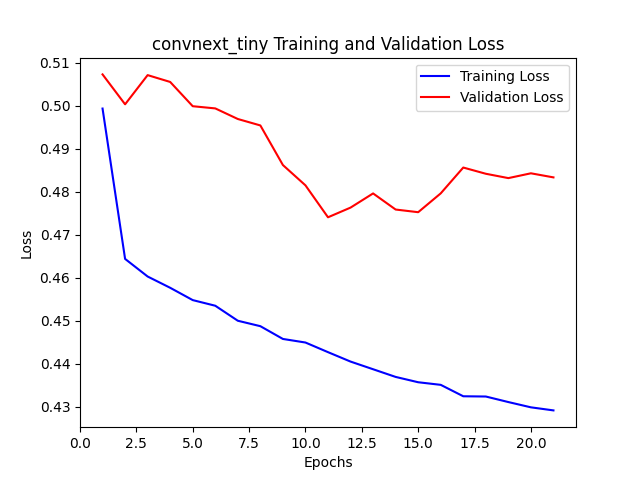 convnext_tiny Training and Validation Loss
Training Loss
Validation Loss
0.51
0.50
0.49
0.48
0.47
0.46
0.45
0.44
0.43
Loss
0.0 2.5 5.0 7.5 10.0 12.5 15.0 17.5 20.0
Epochs